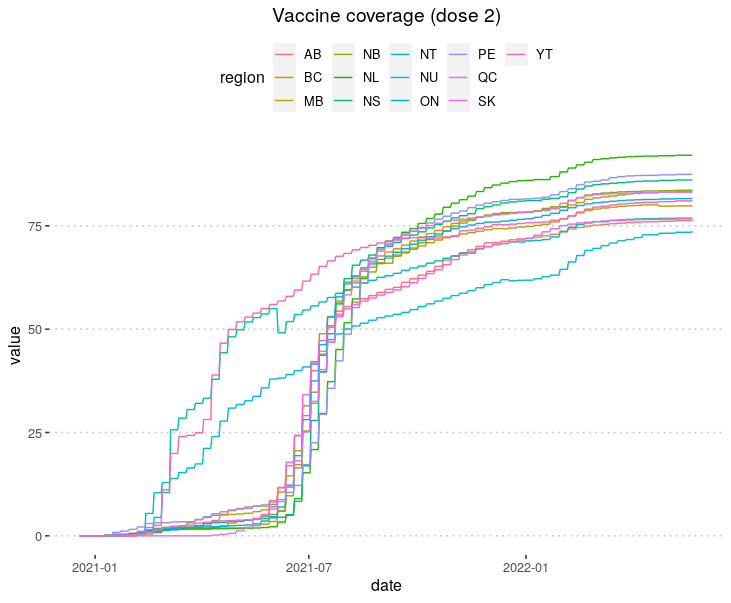 Vaccine coverage (dose 2)
region
AB NB NT PE YT
BC NL NU QC
MB NS ON SK
75
50
25
0
value
2021-01 2021-07 2022-01
date